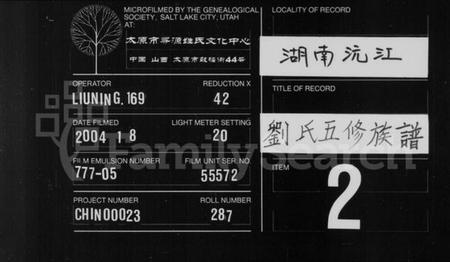 MICROFILMED BY THE GENEALOGICAL
SOCIETY, SALT LAKE CITY, UTAH
AT:
太原市寻源姓氏文化中心
中国 山西 太原市鼓楼街44号
OPERATOR REDUCTION X
LIUNING.169 42
DATE FILMED LIGHT METER SETTING
2004 1 8 20
FILM EMULSION NUMBER FILM UNIT SER. NO.
777-05 55572
PROJECT NUMBER ROLL NUMBER
CHIN00023 287
LOCALITY OF RECORD
湖南沅江
TITLE OF RECORD
劉氏五修族譜
ITEM
2
FamilySearch